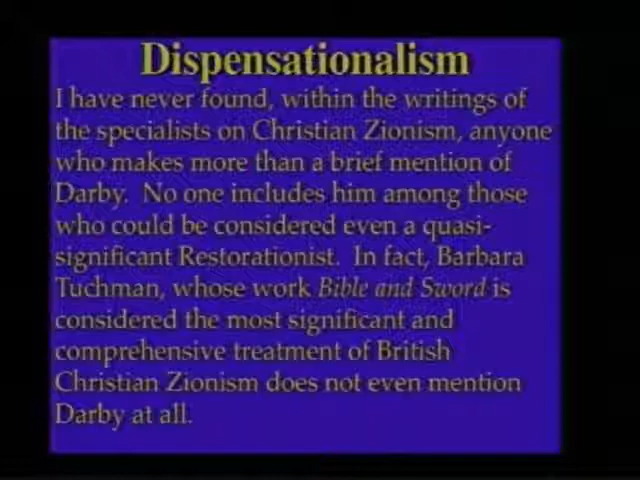 Dispensationalism
I have never found, within the writings of
the specialists on Christian Zionism, anyone
who makes more than a brief mention of
Darby.  No one includes him among those
who could be considered even a quasi-
significant Restorationist.  In fact, Barbara
Tuchman, whose work Bible and Sword is
considered the most significant and
comprehensive treatment of British
Christian Zionism does not even mention
Darby at all.